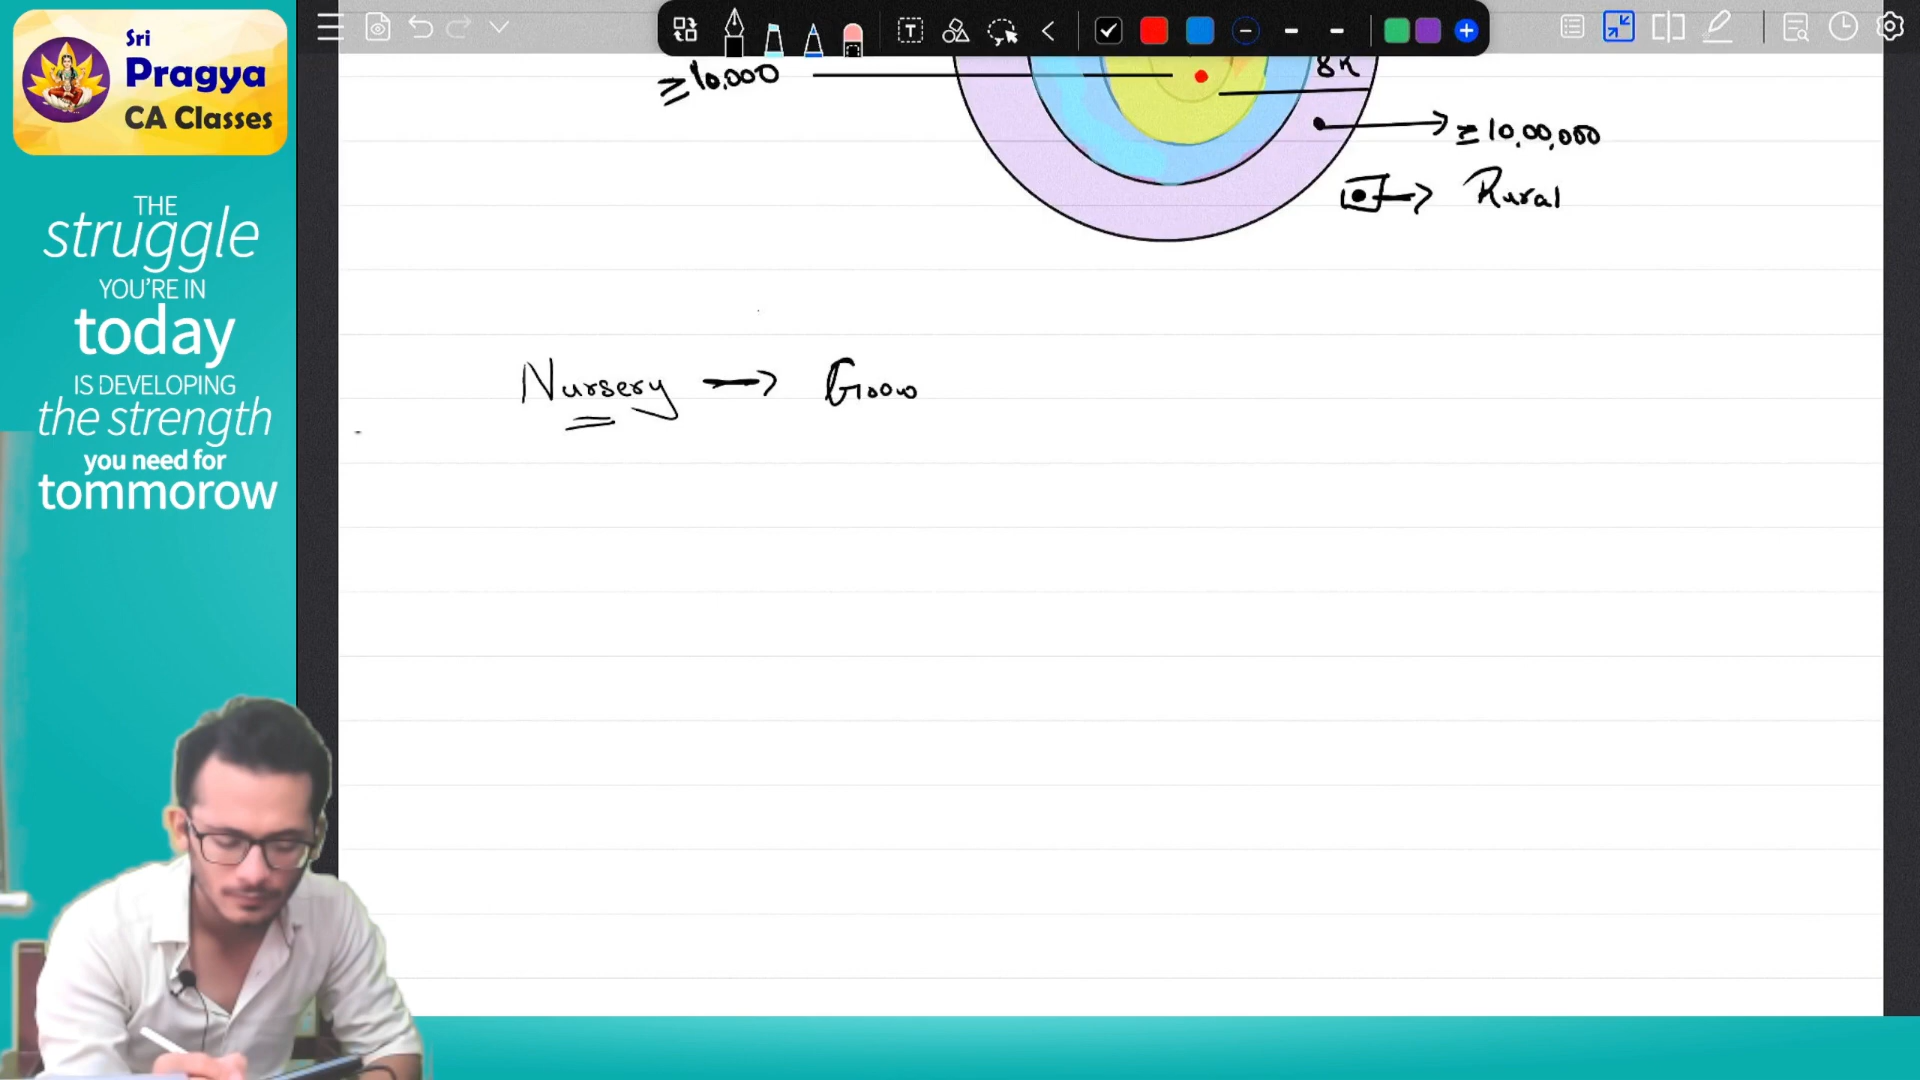 Sri
Pragya
CA Classes
THE
struggle
YOU'RE IN
today
IS DEVELOPING
the strength
you need for
tommorow
≥10,000
8K
≥10,00,000
Rural
Nursery → Grow